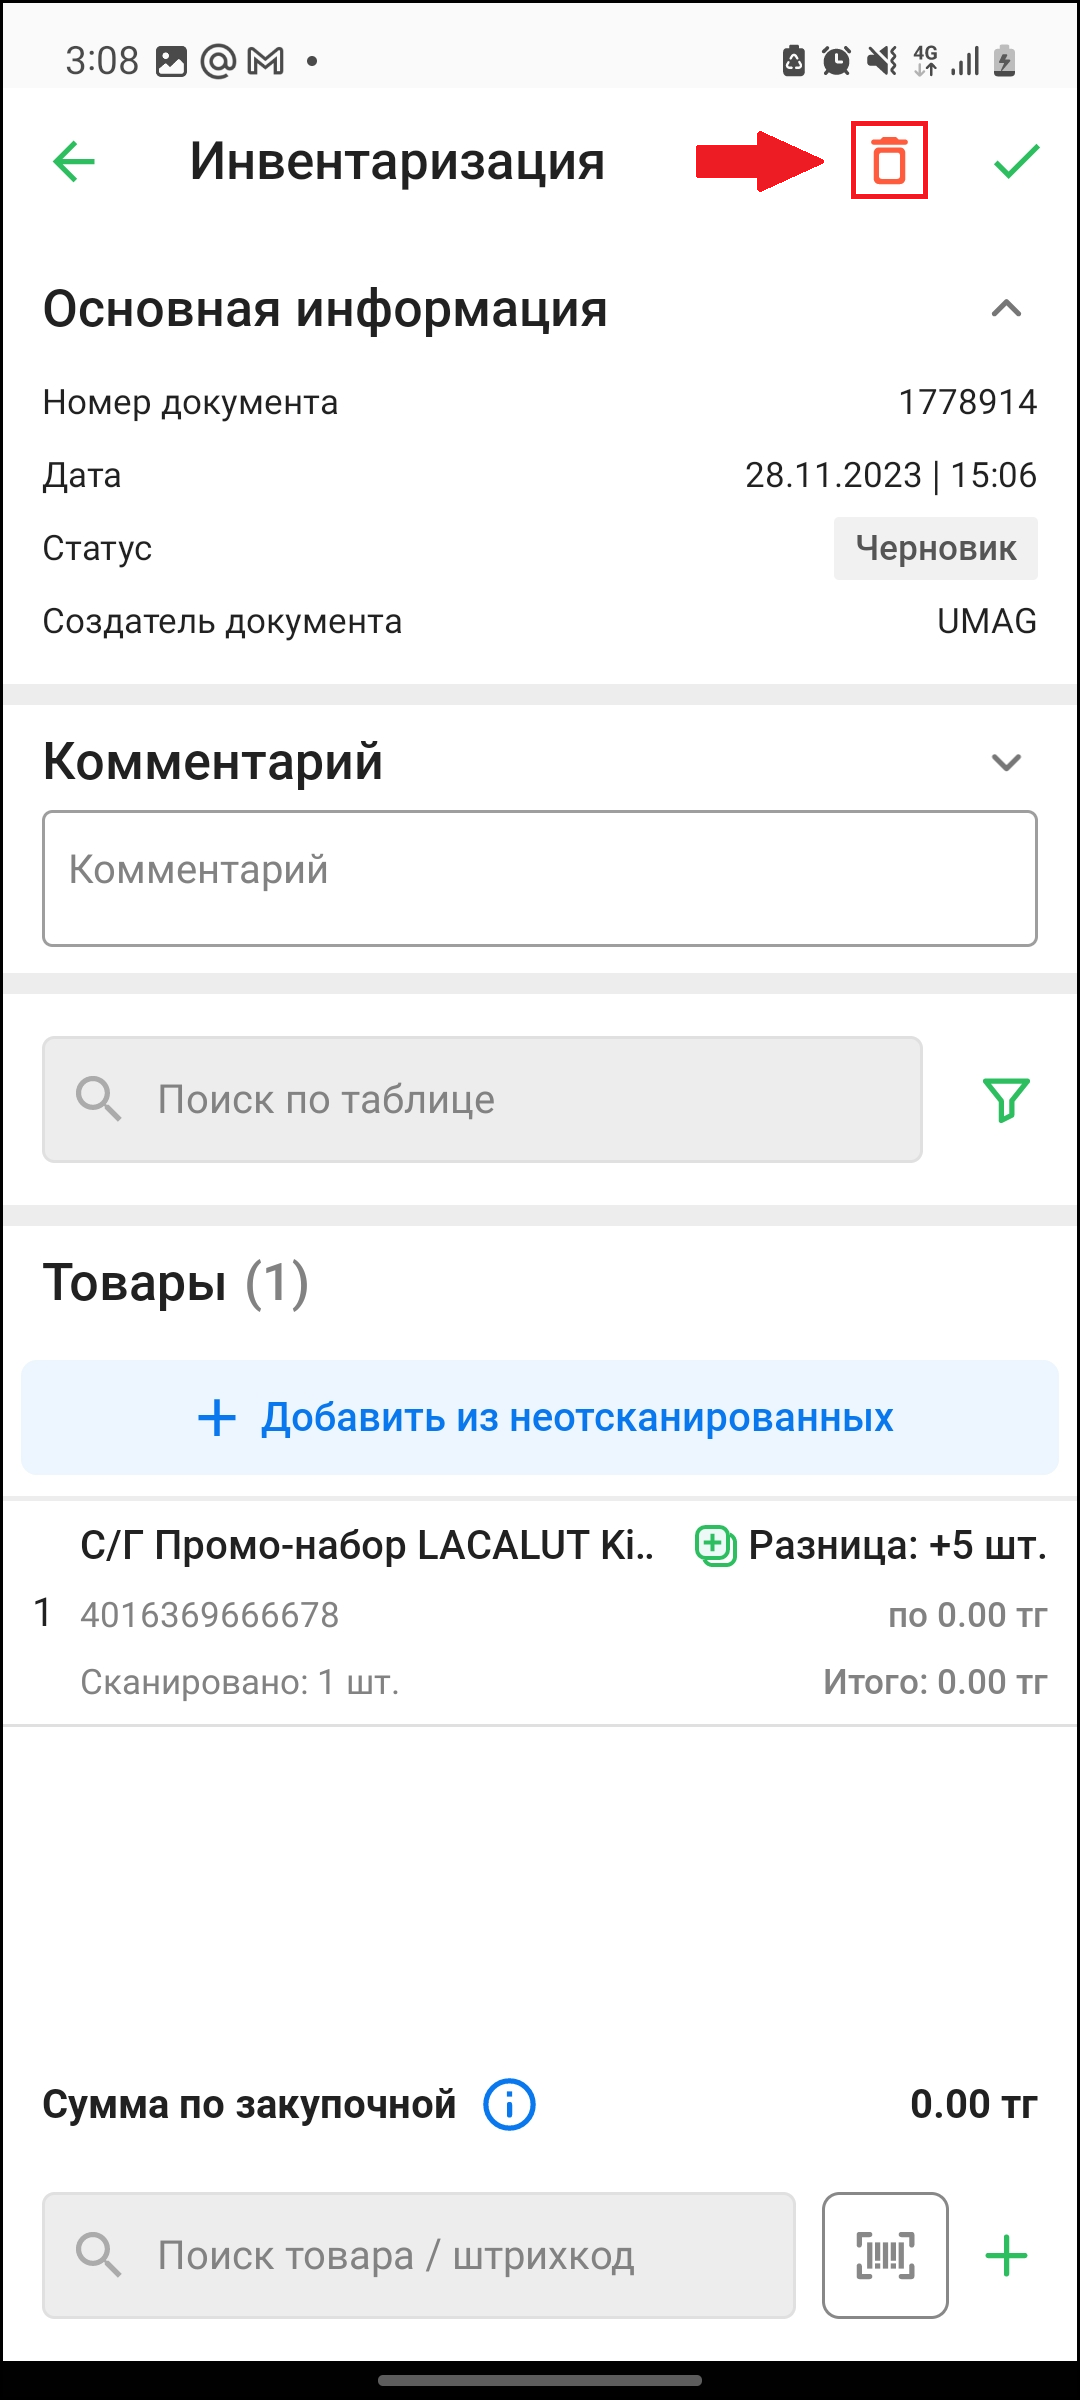 3:08
4G
Инвентаризация
Основная информация
Номер документа 1778914
Дата 28.11.2023 | 15:06
Статус Черновик
Создатель документа UMAG
Комментарий
Комментарий
Поиск по таблице
Товары (1)
+ Добавить из неотсканированных
С/Г Промо-набор LACALUT Ki.. Разница: +5 шт.
1 4016369666678 по 0.00 тг
Сканировано: 1 шт. Итого: 0.00 тг
Сумма по закупочной 0.00 тг
Поиск товара / штрихкод